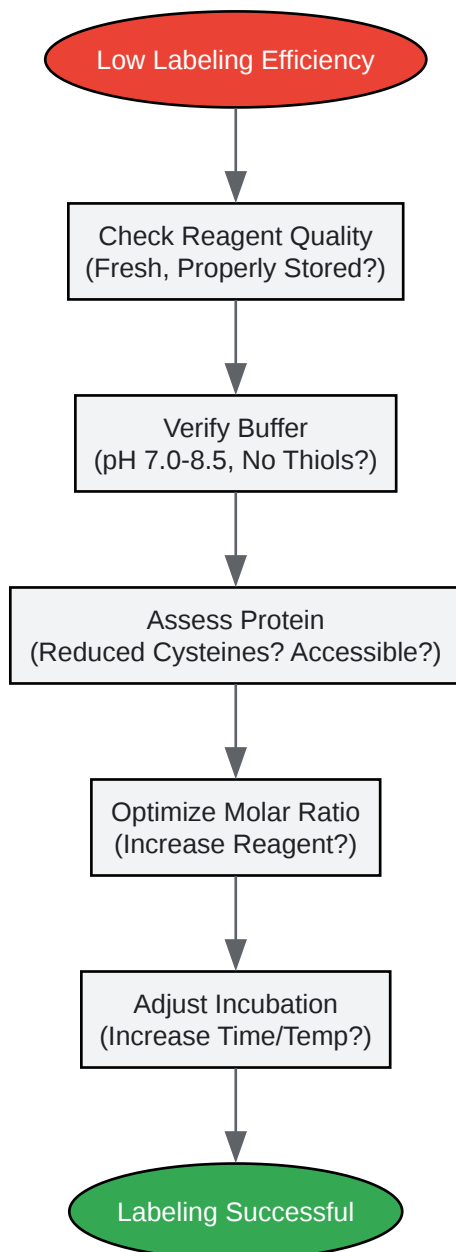 Low Labeling Efficiency
Check Reagent Quality
(Fresh, Properly Stored?)
Verify Buffer
(pH 7.0-8.5, No Thiols?)
Assess Protein
(Reduced Cysteines? Accessible?)
Optimize Molar Ratio
(Increase Reagent?)
Adjust Incubation
(Increase Time/Temp?)
Labeling Successful